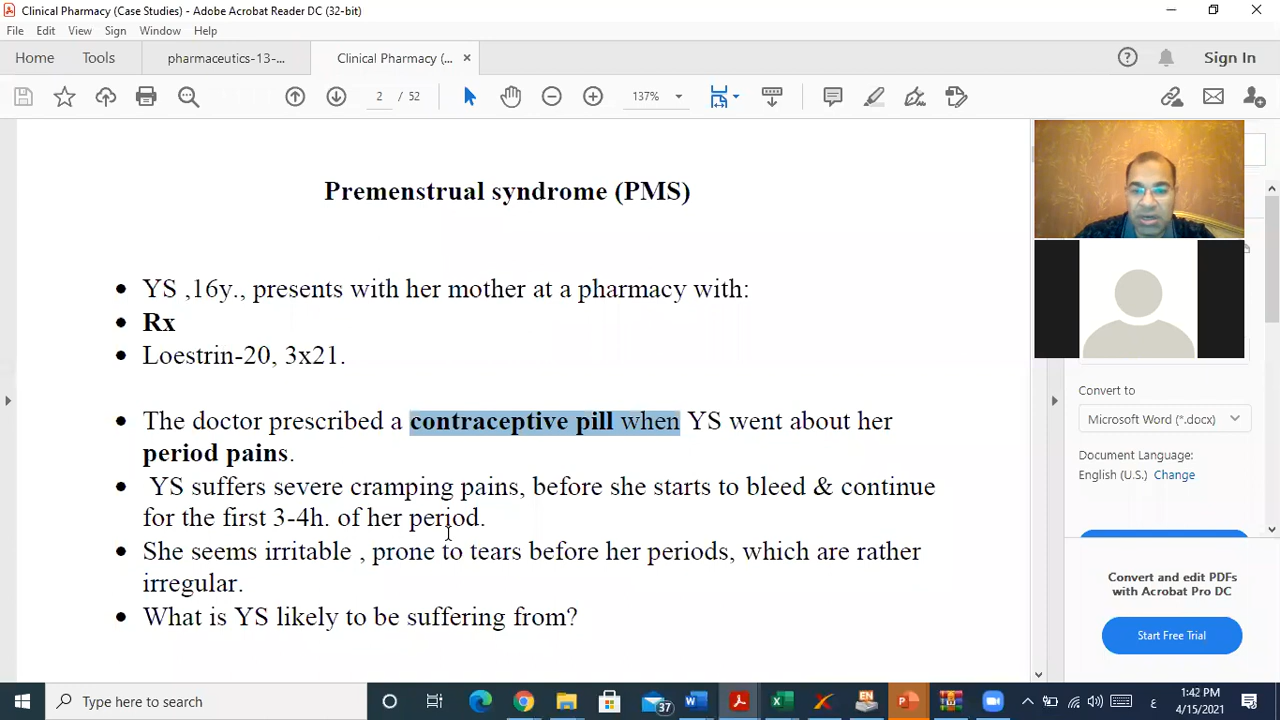 Clinical Pharmacy (Case Studies) - Adobe Acrobat Reader DC (32-bit)
File Edit View Sign Window Help
Home Tools pharmaceutics-13-... Clinical Pharmacy (... × Sign In
2 / 52 137%
Premenstrual syndrome (PMS)
• YS ,16y., presents with her mother at a pharmacy with:
• Rx
• Loestrin-20, 3x21.
• The doctor prescribed a contraceptive pill when YS went about her
period pains.
• YS suffers severe cramping pains, before she starts to bleed & continue
for the first 3-4h. of her period.
• She seems irritable , prone to tears before her periods, which are rather
irregular.
• What is YS likely to be suffering from?
Convert to
Microsoft Word (*.docx)
Document Language:
English (U.S.) Change
Convert and edit PDFs
with Acrobat Pro DC
Start Free Trial
Type here to search
37
EN
ع
1:42 PM
4/15/2021